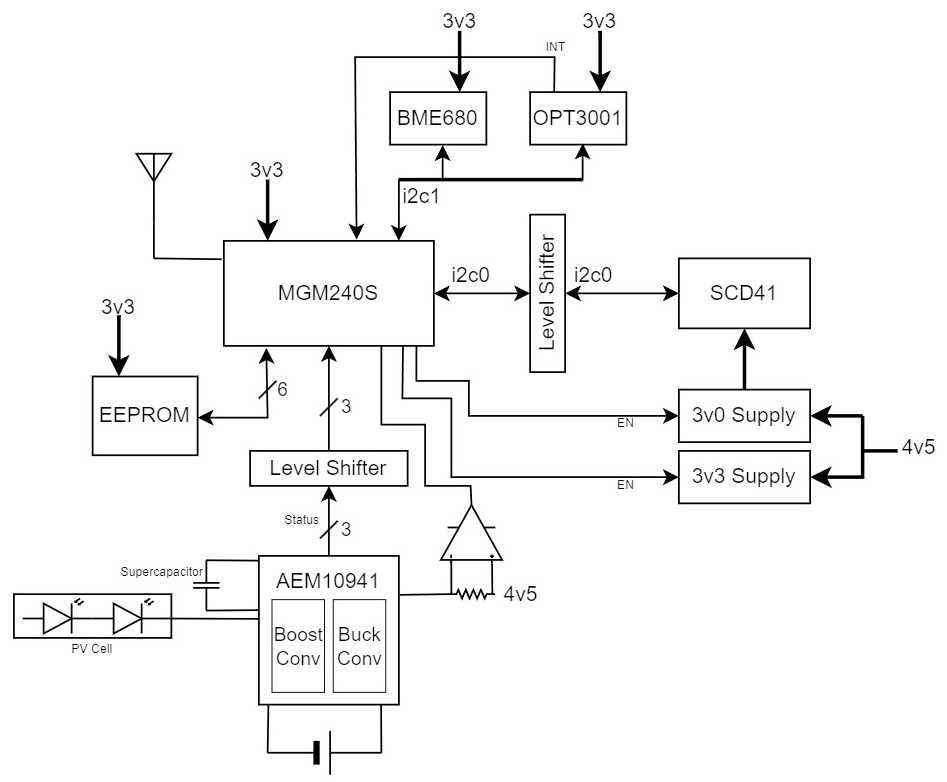 3v3
3v3
INT
BME680
OPT3001
3v3
i2c1
MGM240S
i2c0
Level Shifter
i2c0
SCD41
3v3
EEPROM
6
3
3v0 Supply
EN
4v5
Level Shifter
3v3 Supply
EN
Status
3
Supercapacitor
AEM10941
4v5
Boost
Conv
Buck
Conv
PV Cell